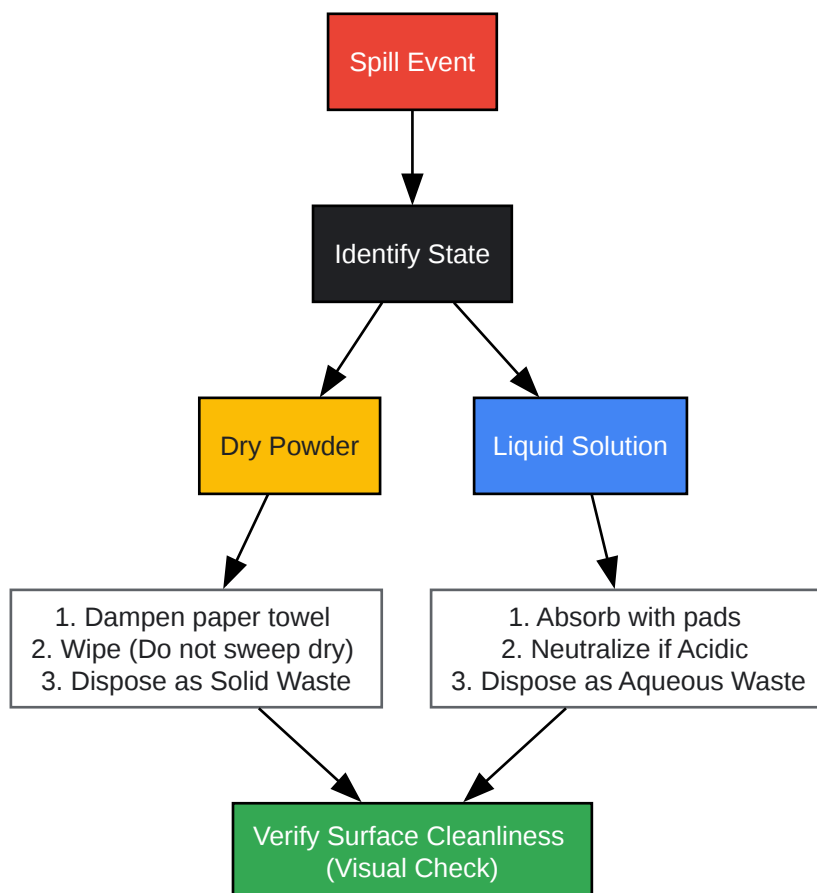 Spill Event
Identify State
Dry Powder
Liquid Solution
1. Dampen paper towel
2. Wipe (Do not sweep dry)
3. Dispose as Solid Waste
1. Absorb with pads
2. Neutralize if Acidic
3. Dispose as Aqueous Waste
Verify Surface Cleanliness
(Visual Check)